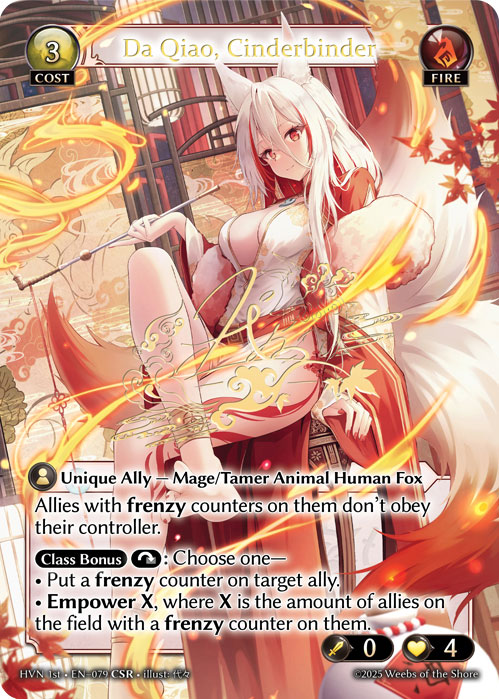 3
COST
Da Qiao, Cinderbinder
FIRE
Unique Ally — Mage/Tamer Animal Human Fox
Allies with frenzy counters on them don't obey
their controller.
Class Bonus : Choose one—
• Put a frenzy counter on target ally.
• Empower X, where X is the amount of allies on
the field with a frenzy counter on them.
0
4
HVN 1st • EN-079 CSR • illust: 代々
©2025 Weebs of the Shore